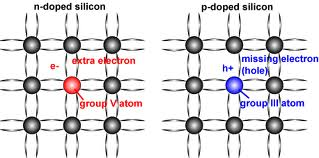 n-doped silicon
p-doped silicon
e-
extra electron
group V atom
missing electron
h+
(hole)
group III atom